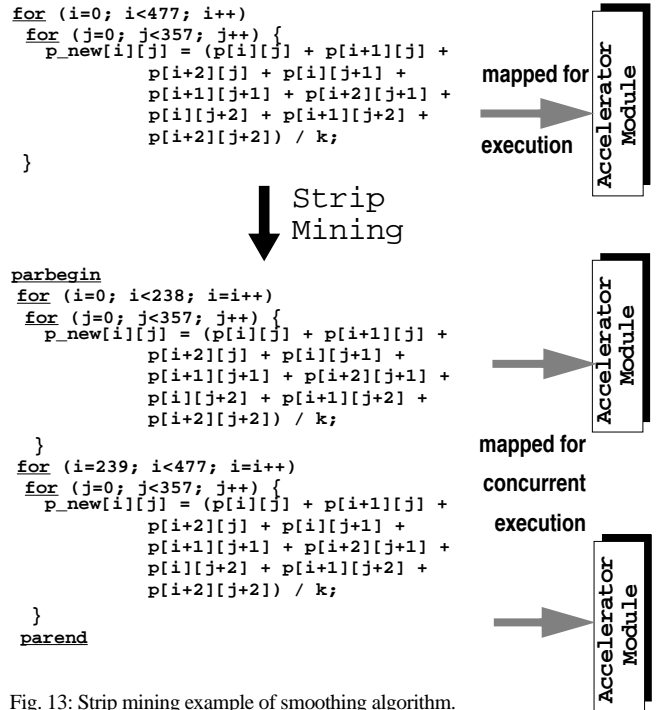 for (i=0; i<477; i++)
for (j=0; j<357; j++) {
p_new[i][j] = (p[i][j] + p[i+1][j] +
p[i+2][j] + p[i][j+1] +
p[i+1][j+1] + p[i+2][j+1] +
p[i][j+2] + p[i+1][j+2] +
p[i+2][j+2]) / k;
}
mapped for
execution
Accelerator
Module
Strip
Mining
parbegin
for (i=0; i<238; i=i++)
for (j=0; j<357; j++) {
p_new[i][j] = (p[i][j] + p[i+1][j] +
p[i+2][j] + p[i][j+1] +
p[i+1][j+1] + p[i+2][j+1] +
p[i][j+2] + p[i+1][j+2] +
p[i+2][j+2]) / k;
}
Accelerator
Module
mapped for
concurrent
execution
for (i=239; i<477; i=i++)
for (j=0; j<357; j++) {
p_new[i][j] = (p[i][j] + p[i+1][j] +
p[i+2][j] + p[i][j+1] +
p[i+1][j+1] + p[i+2][j+1] +
p[i][j+2] + p[i+1][j+2] +
p[i+2][j+2]) / k;
}
parend
Accelerator
Module
Fig. 13: Strip mining example of smoothing algorithm.